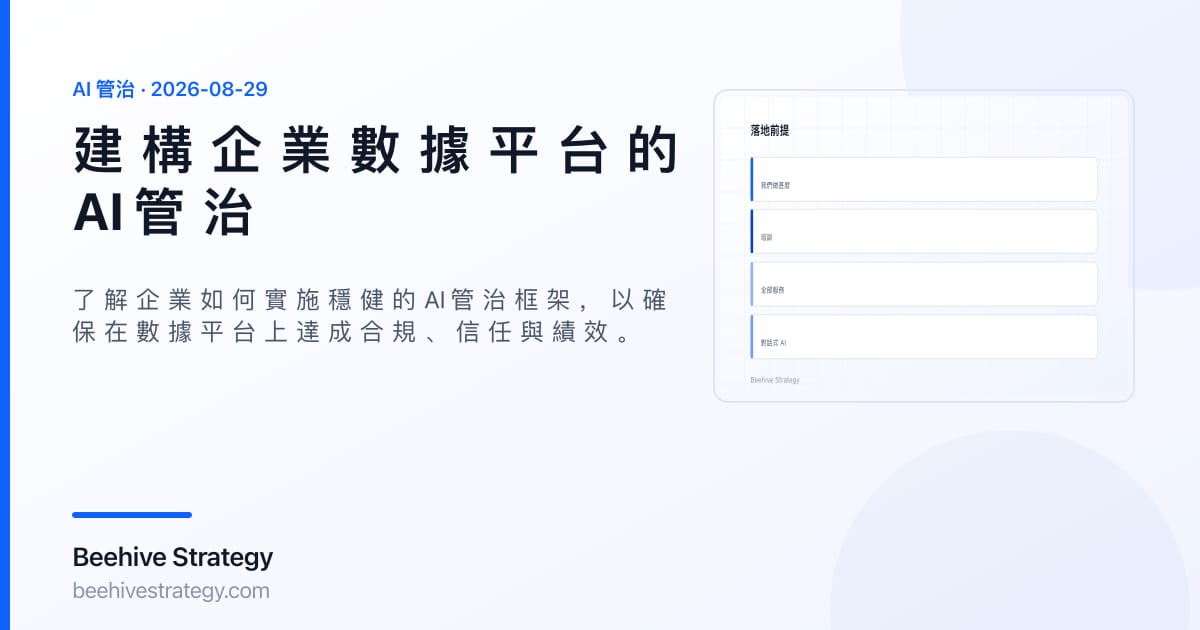 AI 管治 · 2026-08-29
建構企業數據平台的
AI管治
了解企業如何實施穩健的AI管治框架，以確
保在數據平台上達成合規、信任與績效。
落地前提
我們做甚麼
培訓
全部服務
對話式 AI
Beehive Strategy
Beehive Strategy
beehivestrategy.com